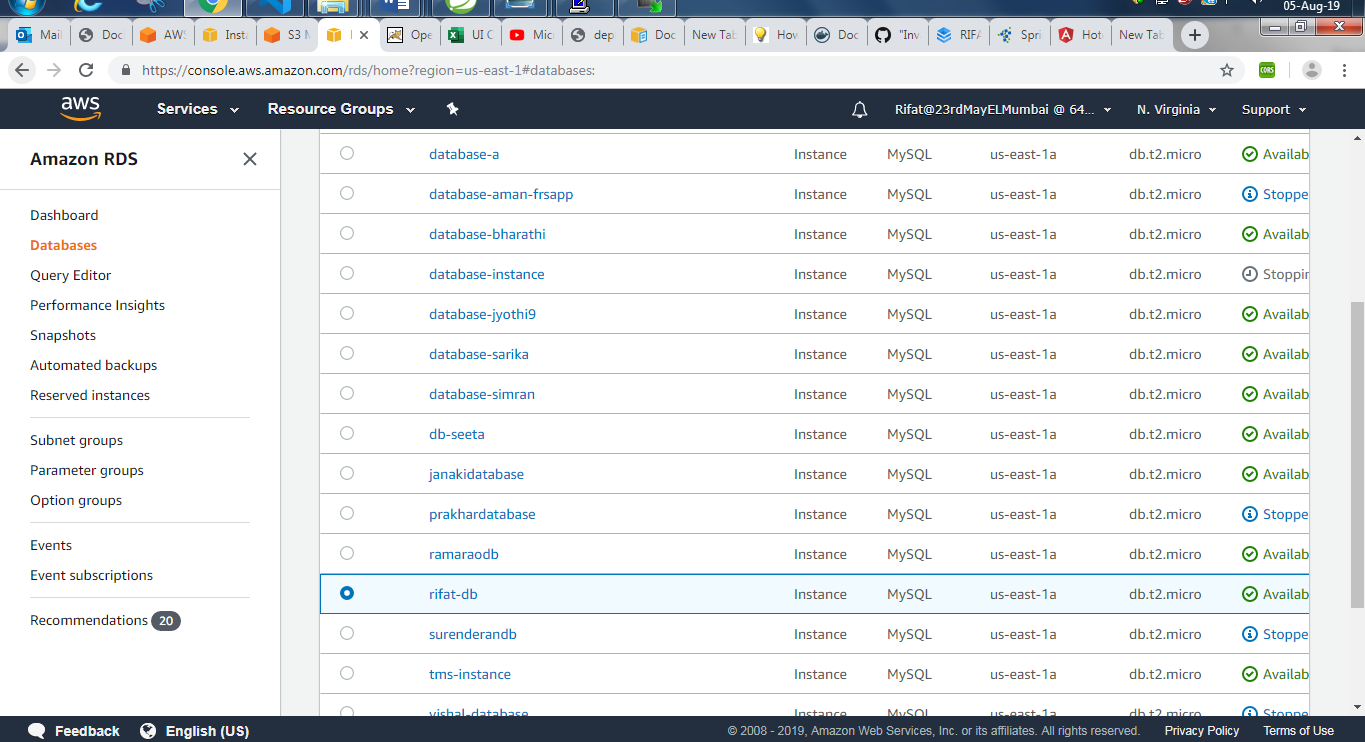 05-Aug-19
Mail Doc AWS Insta S3 M Ope UI C Mic dep Doc New Tab How Doc "Inv RIFA Spri Hote New Tab
https://console.aws.amazon.com/rds/home?region=us-east-1#databases:
CORS
aws Services Resource Groups Rifat@23rdMayELMumbai @ 64... N. Virginia Support
Amazon RDS
Dashboard
Databases
Query Editor
Performance Insights
Snapshots
Automated backups
Reserved instances
Subnet groups
Parameter groups
Option groups
Events
Event subscriptions
Recommendations 20
database-a Instance MySQL us-east-1a db.t2.micro Availab
database-aman-frsapp Instance MySQL us-east-1a db.t2.micro Stoppe
database-bharathi Instance MySQL us-east-1a db.t2.micro Availab
database-instance Instance MySQL us-east-1a db.t2.micro Stoppin
database-jyothi9 Instance MySQL us-east-1a db.t2.micro Availab
database-sarika Instance MySQL us-east-1a db.t2.micro Availab
database-simran Instance MySQL us-east-1a db.t2.micro Availab
db-seeta Instance MySQL us-east-1a db.t2.micro Availab
janakidatabase Instance MySQL us-east-1a db.t2.micro Availab
prakhardatabase Instance MySQL us-east-1a db.t2.micro Stoppe
ramaraodb Instance MySQL us-east-1a db.t2.micro Availab
rifat-db Instance MySQL us-east-1a db.t2.micro Availab
surenderandb Instance MySQL us-east-1a db.t2.micro Stoppe
tms-instance Instance MySQL us-east-1a db.t2.micro Availab
vishal-database Instance MySQL us-east-1a db.t2.micro Stoppe
Feedback English (US) © 2008 - 2019, Amazon Web Services, Inc. or its affiliates. All rights reserved. Privacy Policy Terms of Use